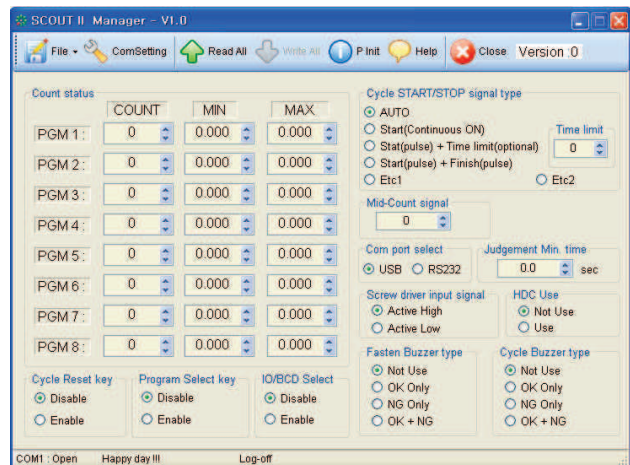 SCOUT II Manager - V1.0
File ComSetting Read All Write All P Init Help Close Version :0
Count status
COUNT MIN MAX
PGM 1 : 0 0.000 0.000
PGM 2 : 0 0.000 0.000
PGM 3 : 0 0.000 0.000
PGM 4 : 0 0.000 0.000
PGM 5 : 0 0.000 0.000
PGM 6 : 0 0.000 0.000
PGM 7 : 0 0.000 0.000
PGM 8 : 0 0.000 0.000
Cycle Reset key
Disable
Enable
Program Select key
Disable
Enable
IO/BCD Select
Disable
Enable
Cycle START/STOP signal type
AUTO
Start(Continuous ON)
Stat(pulse) + Time limit(optional)
Start(pulse) + Finish(pulse)
Etc1 Etc2
Time limit
0
Mid-Count signal
0
Com port select
USB RS232
Judgement Min. time
0.0 sec
Screw driver input signal
Active High
Active Low
HDC Use
Not Use
Use
Fasten Buzzer type
Not Use
OK Only
NG Only
OK + NG
Cycle Buzzer type
Not Use
OK Only
NG Only
OK + NG
COM1 : Open Happy day !!! Log-off